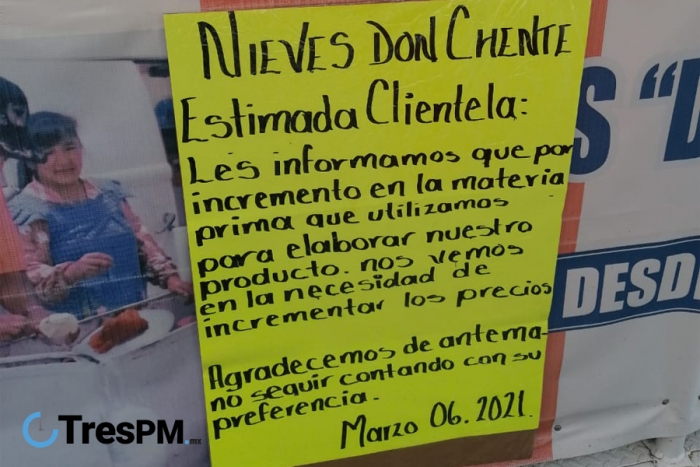 NIEVES DON CHENTE
Estimada Clientela:
Les informamos que por
incremento en la materia
prima que utilizamos
para elaborar nuestro
producto. nos vemos
en la necesidad de
incrementar los precios
Agradecemos de antema-
no seguir contando con su
preferencia.
Marzo 06. 2021.
S "D
DESD
TresPM.mx